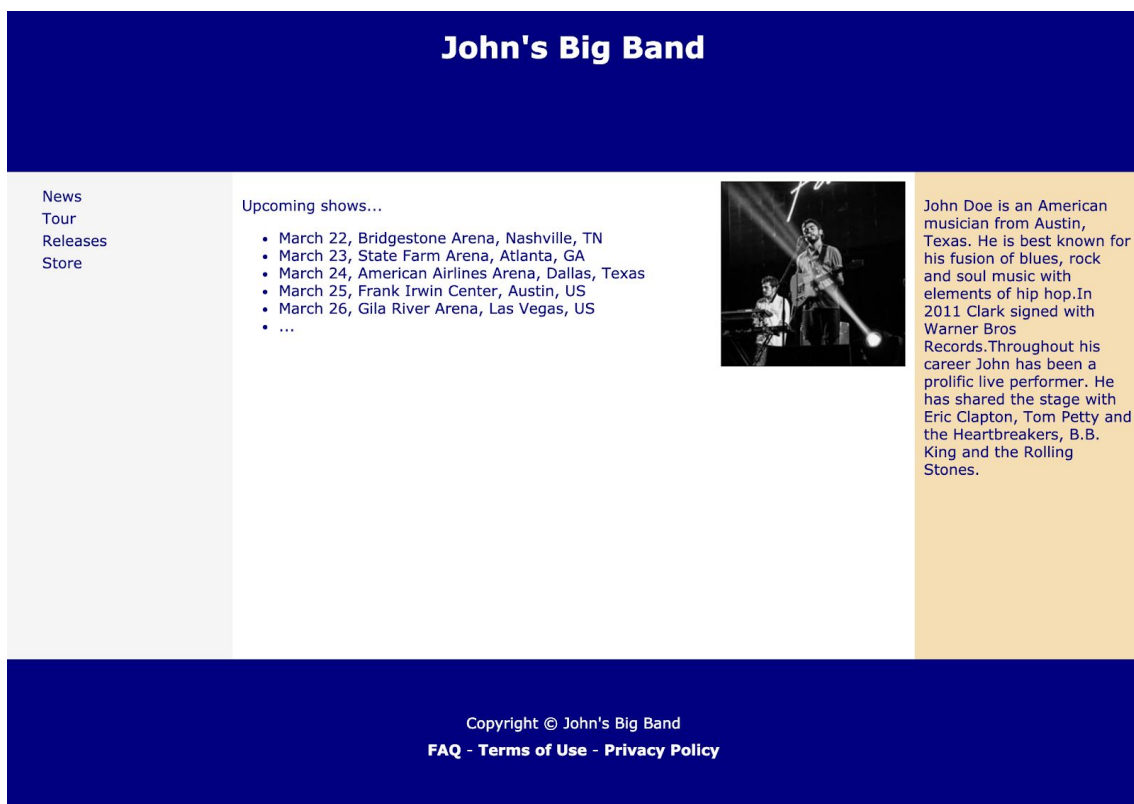 John's Big Band
News
Tour
Releases
Store
Upcoming shows...
• March 22, Bridgestone Arena, Nashville, TN
• March 23, State Farm Arena, Atlanta, GA
• March 24, American Airlines Arena, Dallas, Texas
• March 25, Frank Irwin Center, Austin, US
• March 26, Gila River Arena, Las Vegas, US
• ...
John Doe is an American
musician from Austin,
Texas. He is best known for
his fusion of blues, rock
and soul music with
elements of hip hop.In
2011 Clark signed with
Warner Bros
Records.Throughout his
career John has been a
prolific live performer. He
has shared the stage with
Eric Clapton, Tom Petty and
the Heartbreakers, B.B.
King and the Rolling
Stones.
Copyright © John's Big Band
FAQ - Terms of Use - Privacy Policy